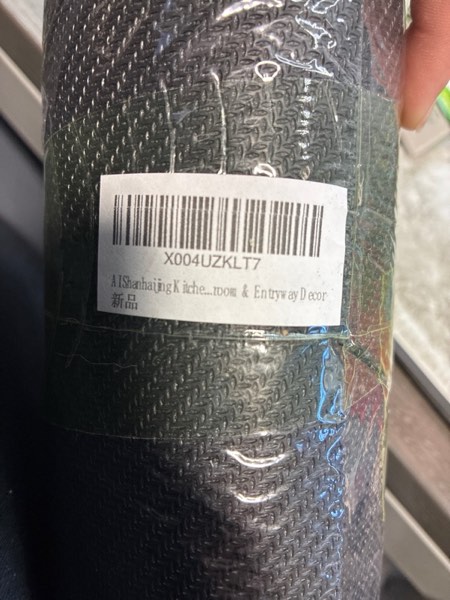 X004UZKLT7
AIShanhaijing Kitche...room & Entryway Decor
新品